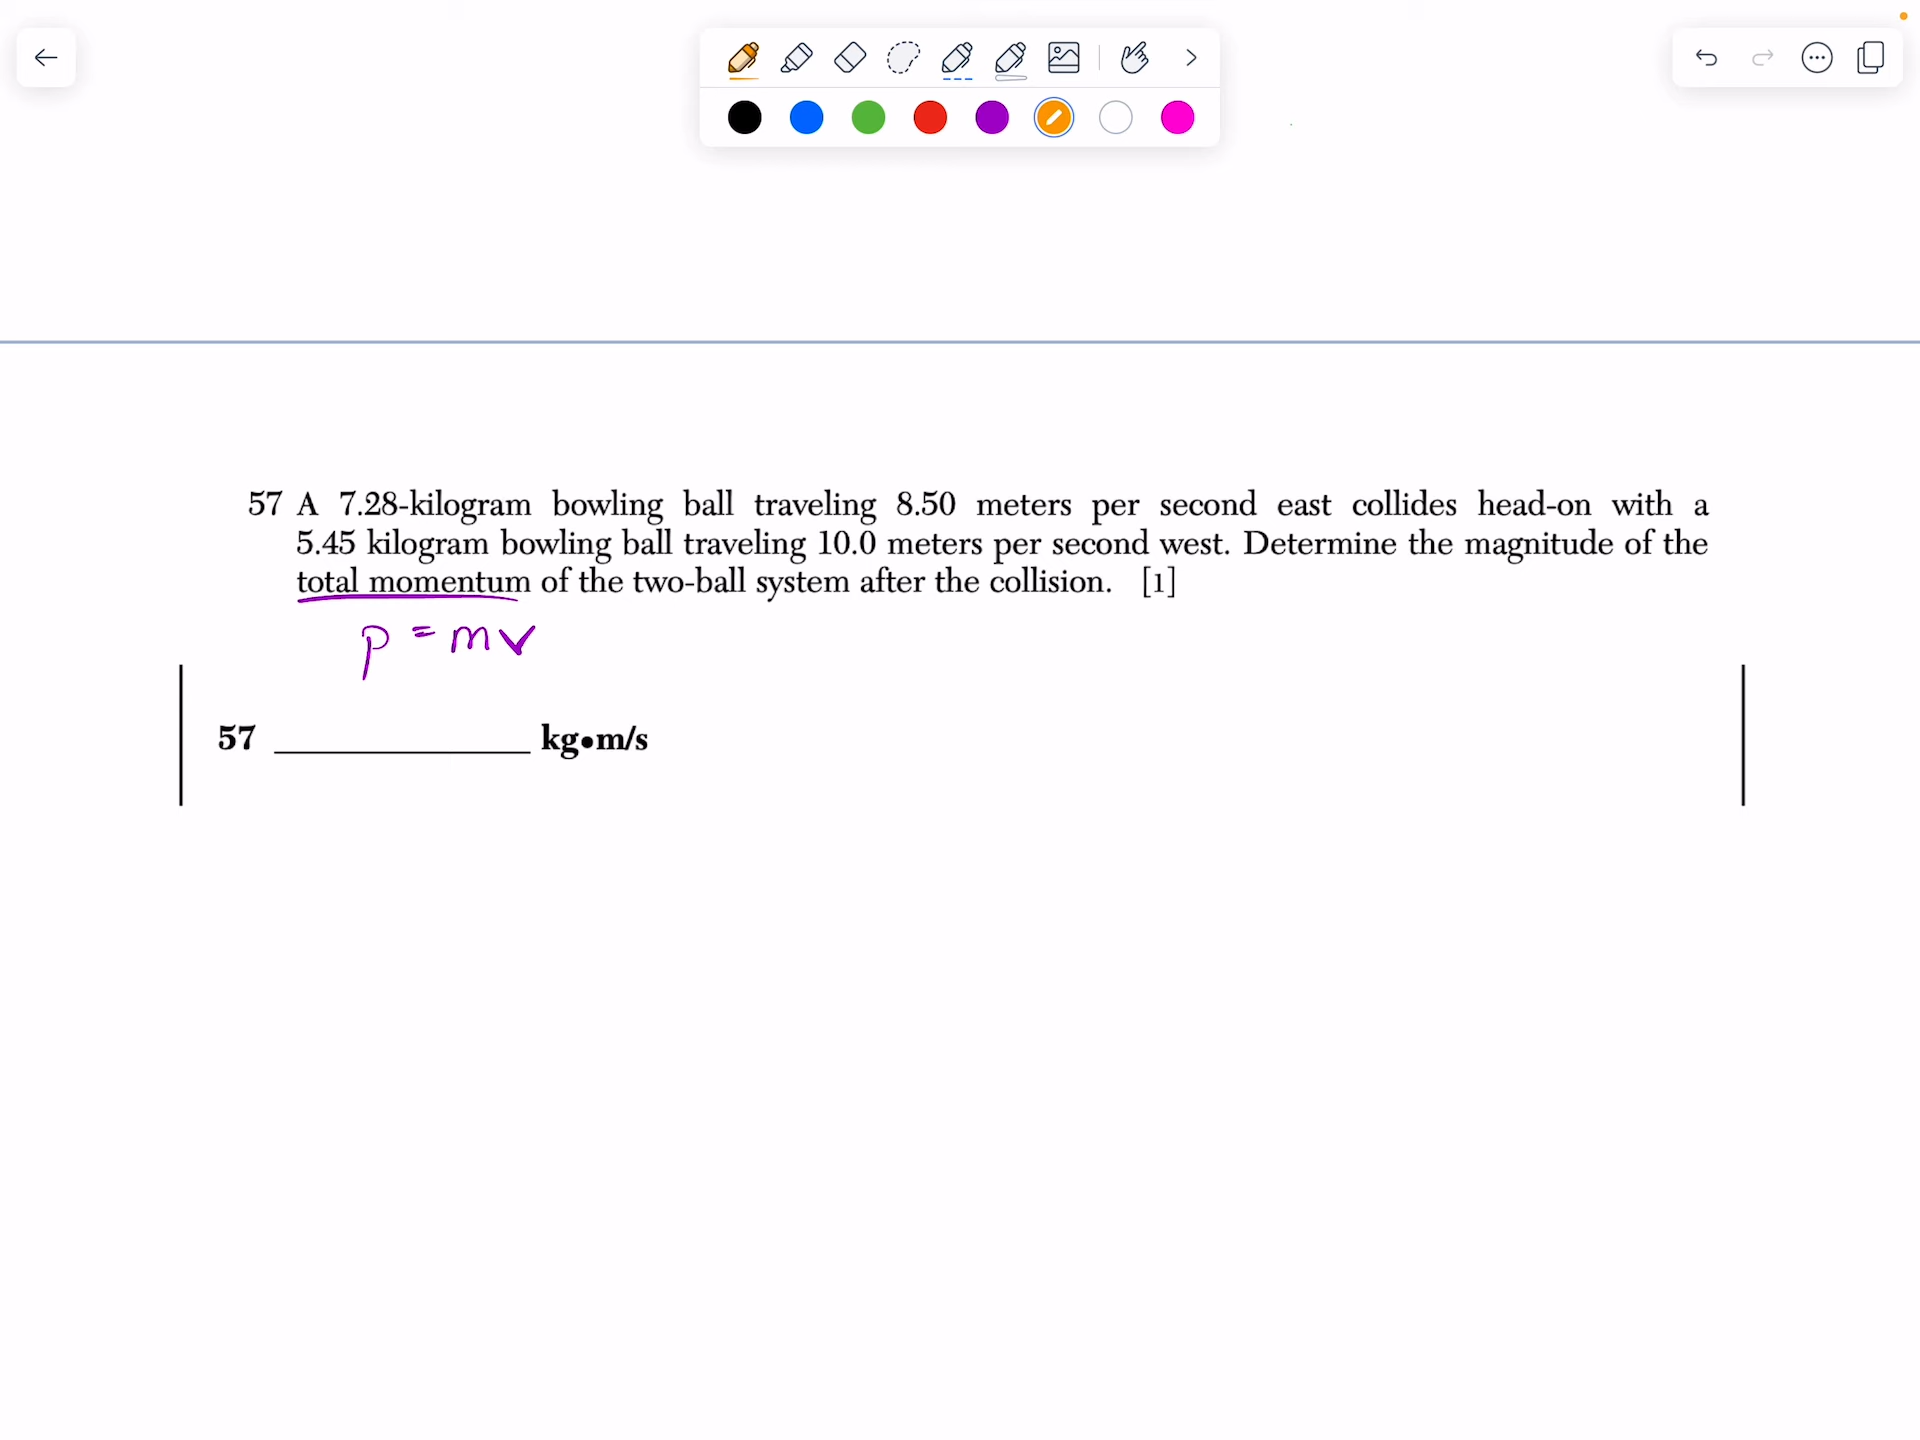 57 A 7.28-kilogram bowling ball traveling 8.50 meters per second east collides head-on with a
5.45 kilogram bowling ball traveling 10.0 meters per second west. Determine the magnitude of the
total momentum of the two-ball system after the collision. [1]
p = mv
57 ______________ kg•m/s